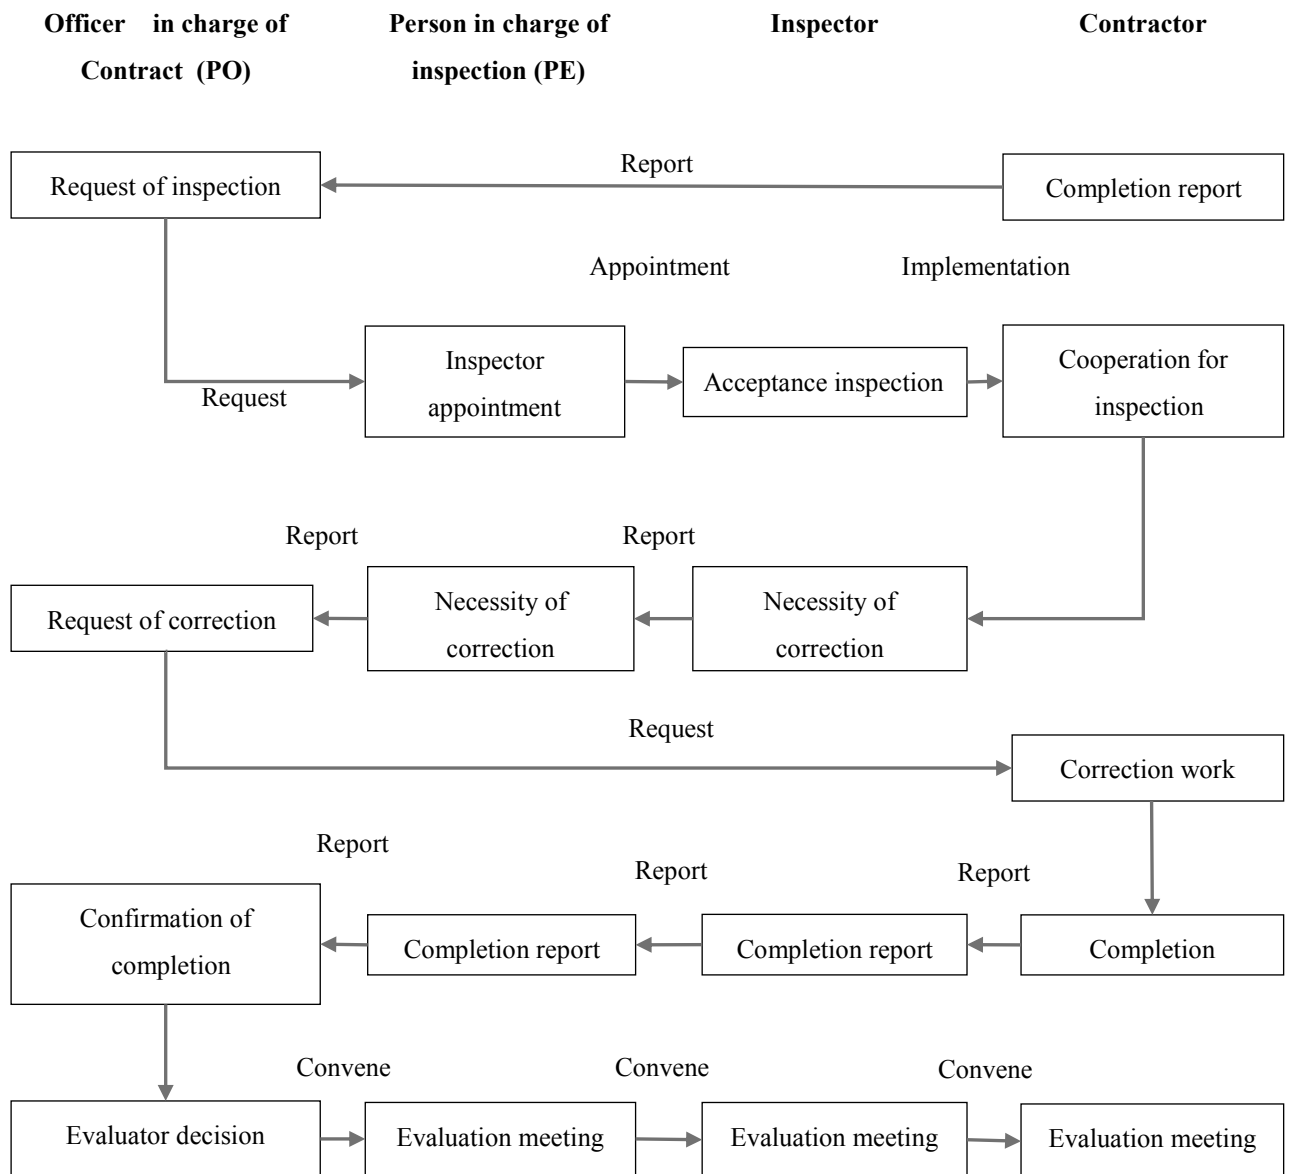 Officer in charge of
Contract (PO)
Person in charge of
inspection (PE)
Inspector
Contractor
Report
Request of inspection
Completion report
Appointment
Implementation
Inspector
appointment
Acceptance inspection
Cooperation for
inspection
Request
Report
Report
Request of correction
Necessity of
correction
Necessity of
correction
Request
Correction work
Report
Report
Report
Confirmation of
completion
Completion report
Completion report
Completion
Convene
Convene
Convene
Evaluator decision
Evaluation meeting
Evaluation meeting
Evaluation meeting